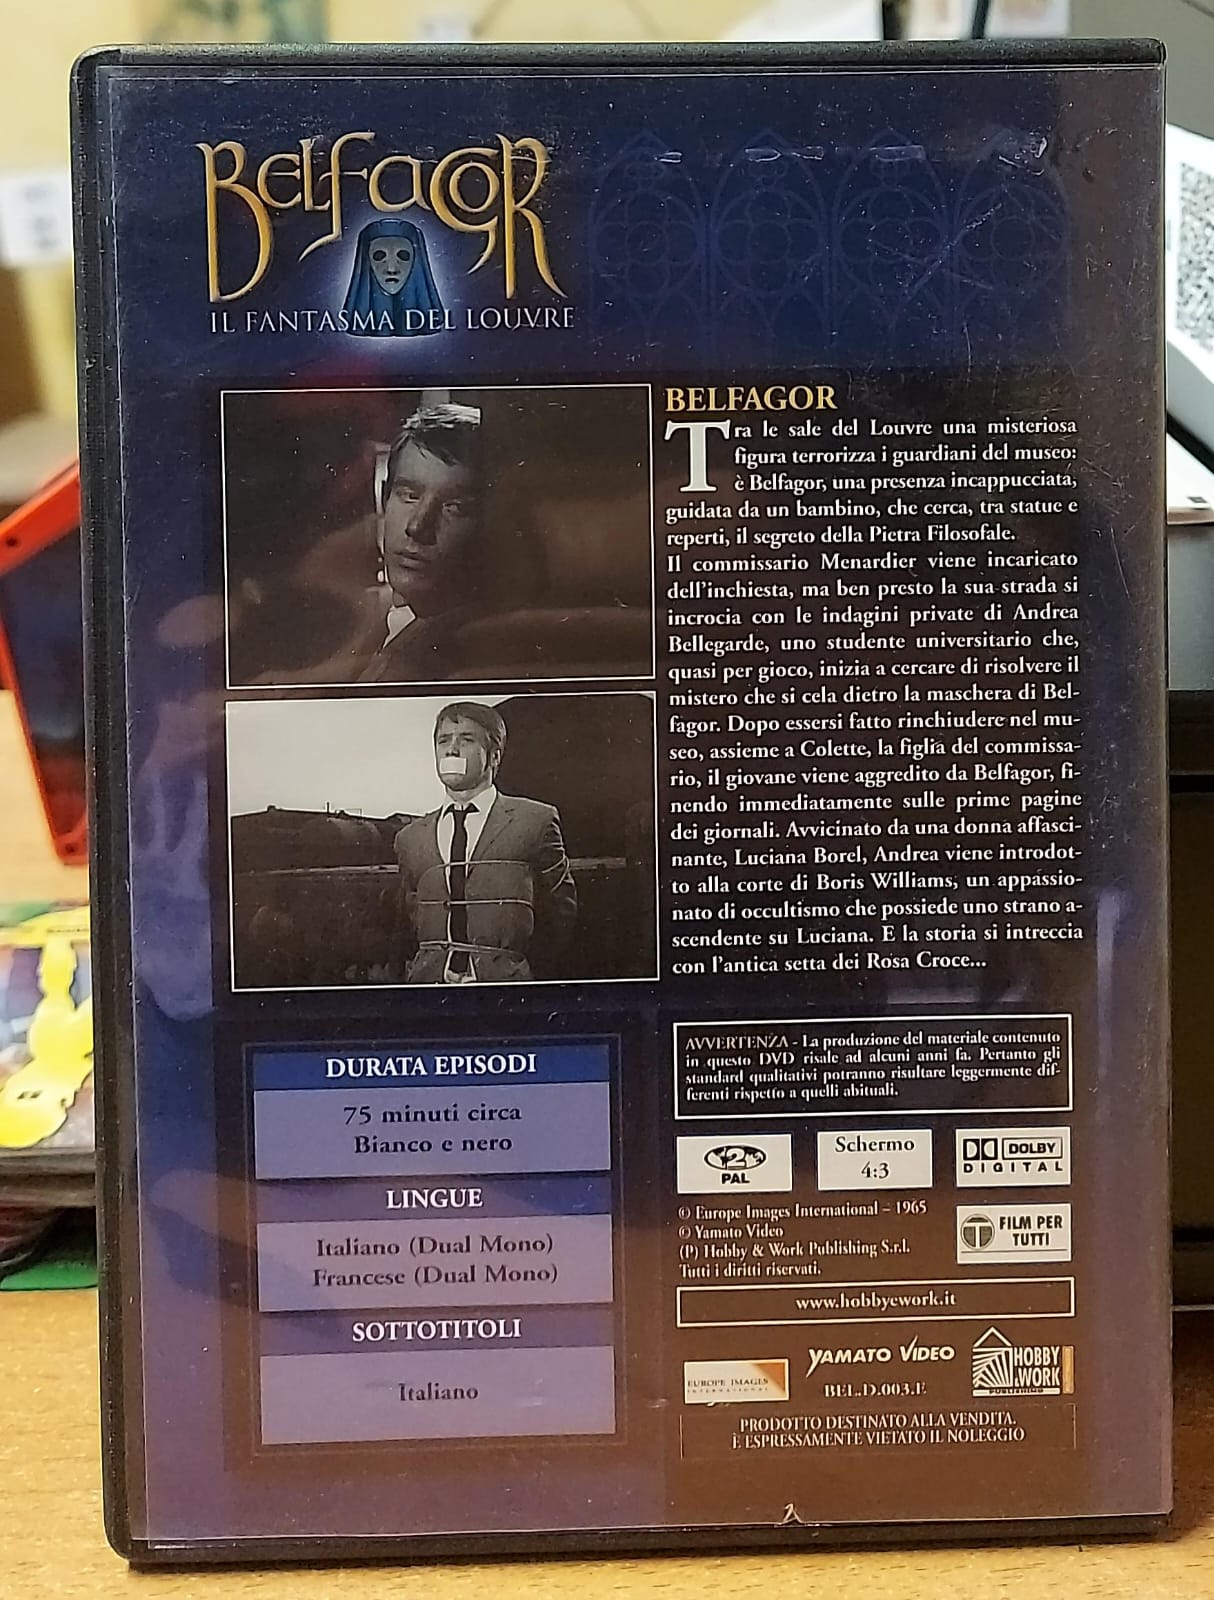 BELFAGOR
IL FANTASMA DEL LOUVRE
BELFAGOR
Tra le sale del Louvre una misteriosa
figura terrorizza i guardiani del museo:
è Belfagor, una presenza incappucciata,
guidata da un bambino, che cerca, tra statue e
reperti, il segreto della Pietra Filosofale.
Il commissario Menardier viene incaricato
dell'inchiesta, ma ben presto la sua strada si
incrocia con le indagini private di Andrea
Bellegarde, uno studente universitario che,
quasi per gioco, inizia a cercare di risolvere il
mistero che si cela dietro la maschera di Bel-
fagor. Dopo essersi fatto rinchiudere nel mu-
seo, assieme a Colette, la figlia del commissa-
rio, il giovane viene aggredito da Belfagor, fi-
nendo immediatamente sulle prime pagine
dei giornali. Avvicinato da una donna affasci-
nante, Luciana Borel, Andrea viene introdot-
to alla corte di Boris Williams, un appassio-
nato di occultismo che possiede uno strano a-
scendente su Luciana. E la storia si intreccia
con l'antica setta dei Rosa Croce...
DURATA EPISODI
75 minuti circa
Bianco e nero
LINGUE
Italiano (Dual Mono)
Francese (Dual Mono)
SOTTOTITOLI
Italiano
AVVERTENZA - La produzione del materiale contenuto
in questo DVD risale ad alcuni anni fa. Pertanto gli
standard qualitativi potranno risultare leggermente dif-
ferenti rispetto a quelli abituali.
2
PAL
Schermo
4:3
DOLBY
DIGITAL
© Europe Images International – 1965
© Yamato Video
(P) Hobby & Work Publishing S.r.l.
Tutti i diritti riservati.
T FILM PER
TUTTI
www.hobbyework.it
EUROPE IMAGES
INTERNATIONAL
YAMATO VIDEO
BEL.D.003.E
HOBBY
&WORK
PUBLISHING
PRODOTTO DESTINATO ALLA VENDITA.
È ESPRESSAMENTE VIETATO IL NOLEGGIO